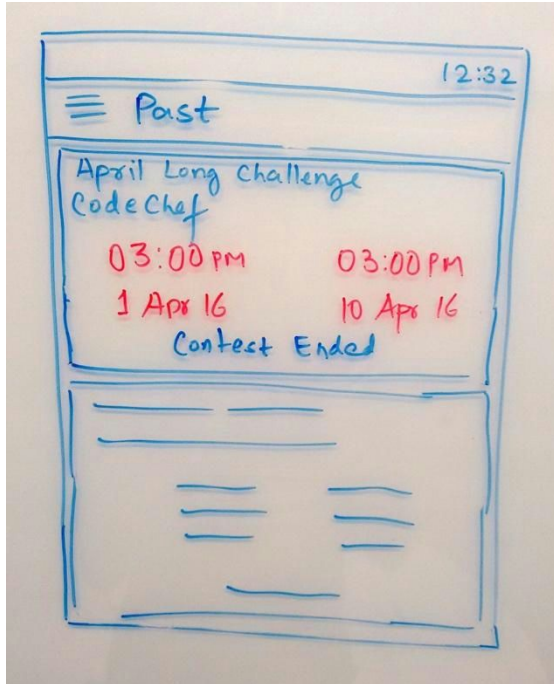 12:32
Past
April Long Challenge
CodeChef
03:00 PM 03:00 PM
1 Apr 16 10 Apr 16
Contest Ended